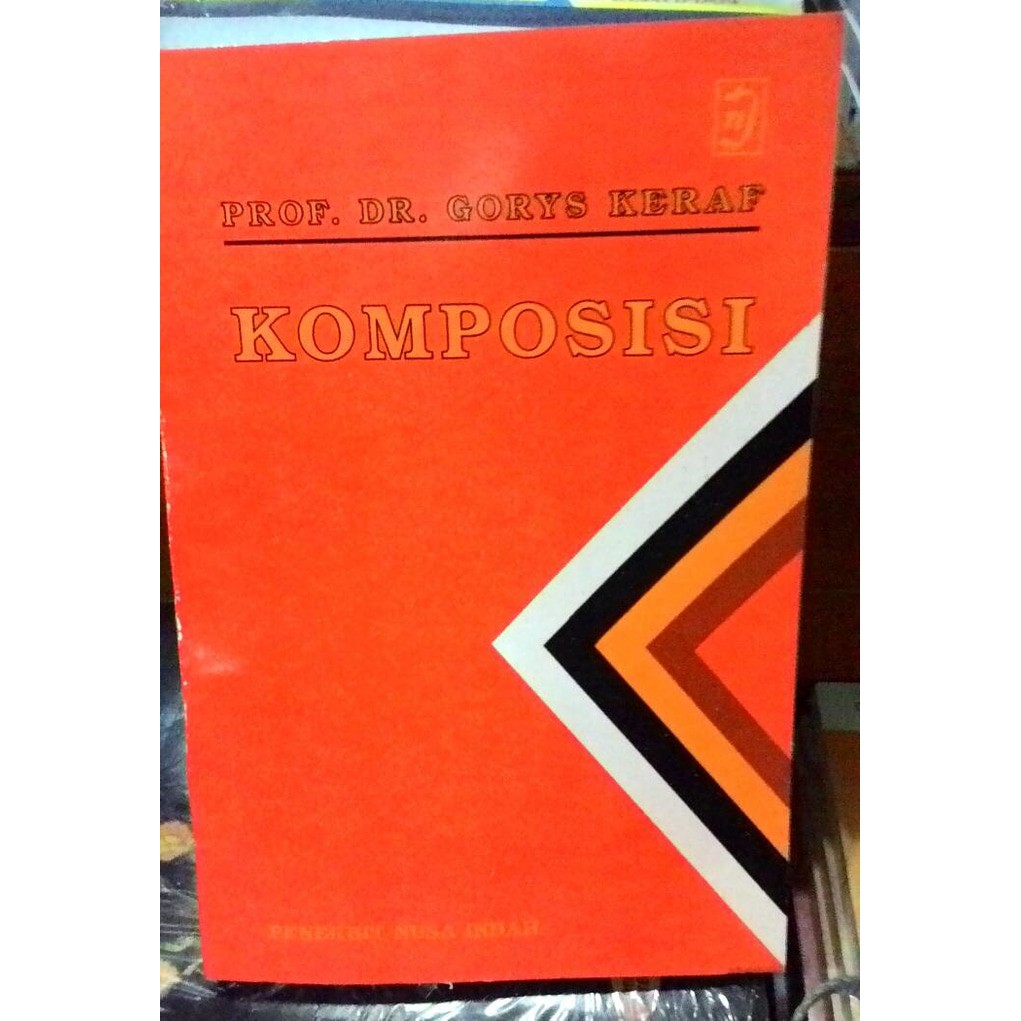 PROF. DR. GORYS KERAF
KOMPOSISI
PENERBIT NUSA INDAH